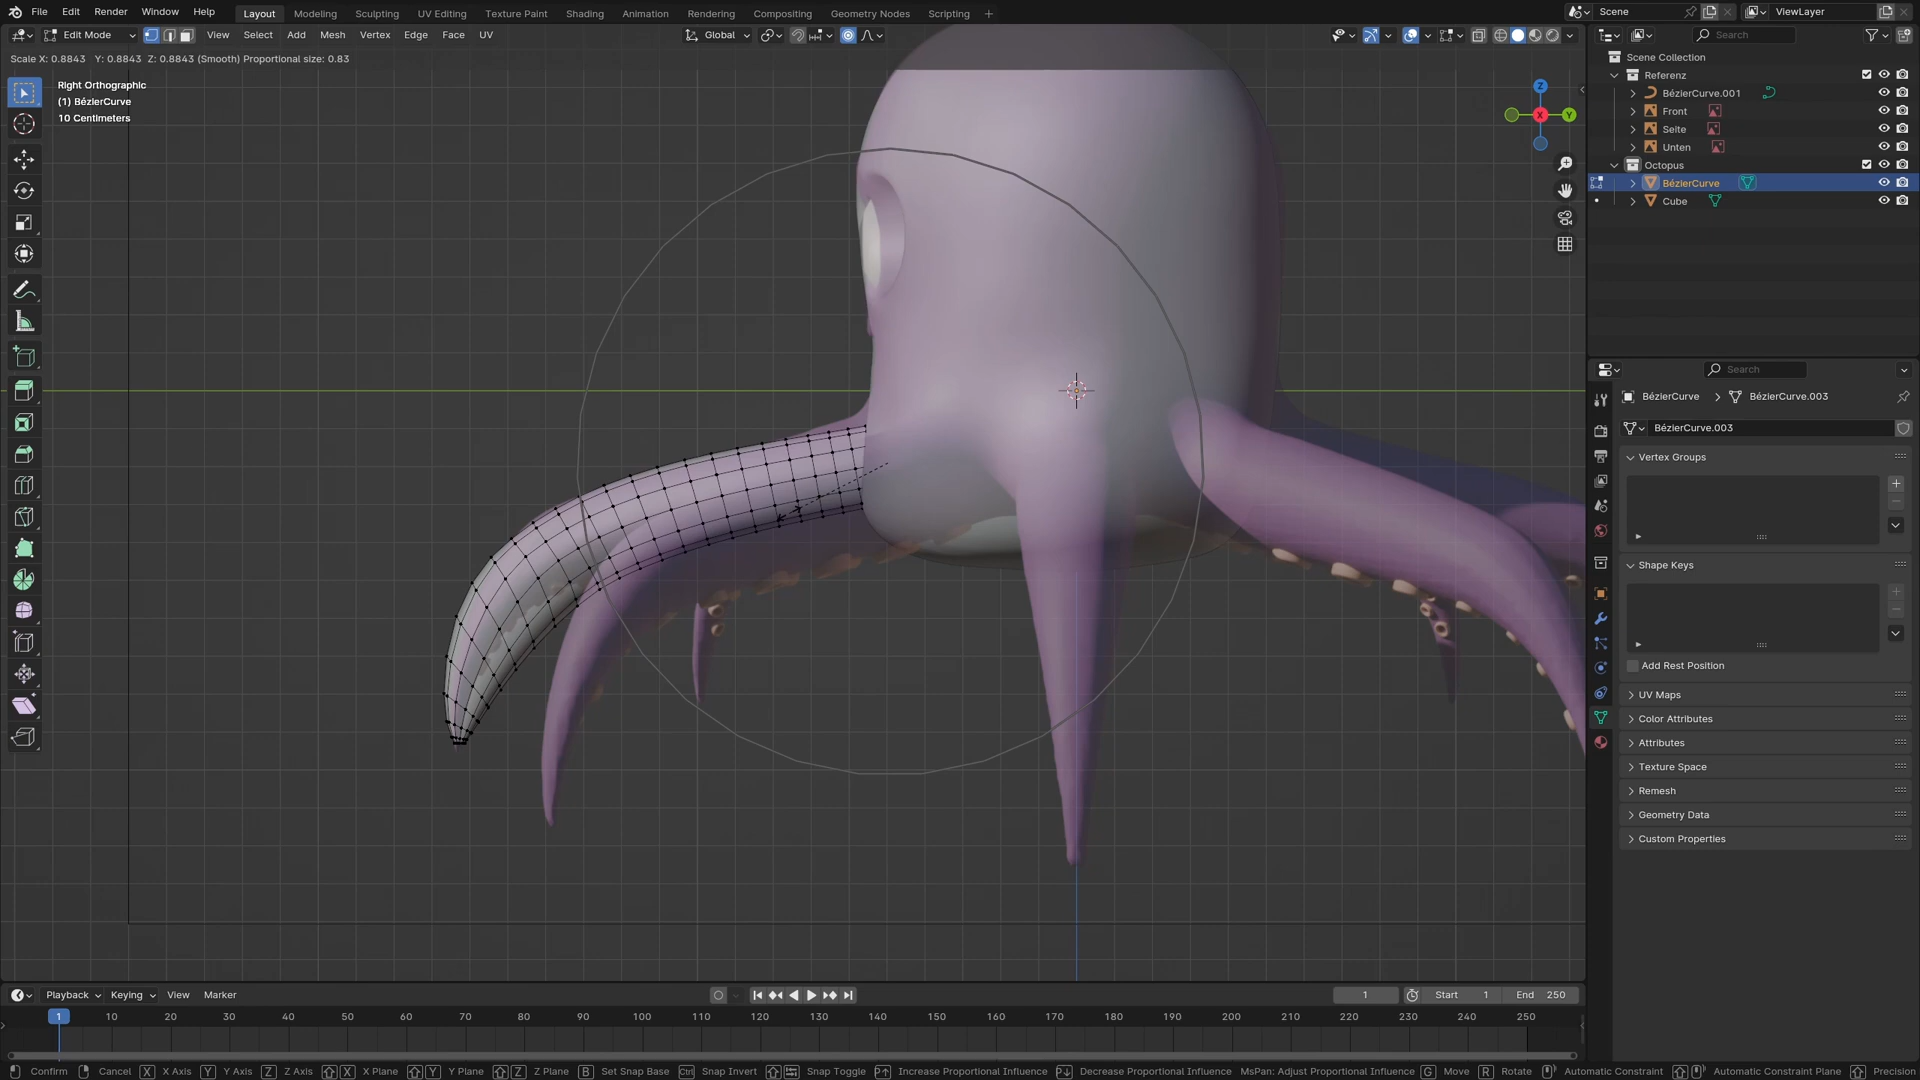 File Edit Render Window Help Layout Modeling Sculpting UV Editing Texture Paint Shading Animation Rendering Compositing Geometry Nodes Scripting + Scene ViewLayer
Edit Mode View Select Add Mesh Vertex Edge Face UV Global Search
Scale X: 0.8843 Y: 0.8843 Z: 0.8843 (Smooth) Proportional size: 0.83
Right Orthographic
(1) BézierCurve
10 Centimeters
Z
X
Y
Scene Collection
Referenz
BézierCurve.001
Front
Seite
Unten
Octopus
BézierCurve
Cube
Search
BézierCurve > BézierCurve.003
BézierCurve.003
Vertex Groups
Shape Keys
Add Rest Position
UV Maps
Color Attributes
Attributes
Texture Space
Remesh
Geometry Data
Custom Properties
Playback Keying View Marker 1 Start 1 End 250
1 10 20 30 40 50 60 70 80 90 100 110 120 130 140 150 160 170 180 190 200 210 220 230 240 250
Confirm Cancel X X Axis Y Y Axis Z Z Axis X X Plane Y Y Plane Z Z Plane B Set Snap Base Ctrl Snap Invert Snap Toggle Increase Proportional Influence Decrease Proportional Influence MsPan: Adjust Proportional Influence G Move R Rotate Automatic Constraint Automatic Constraint Plane Precision